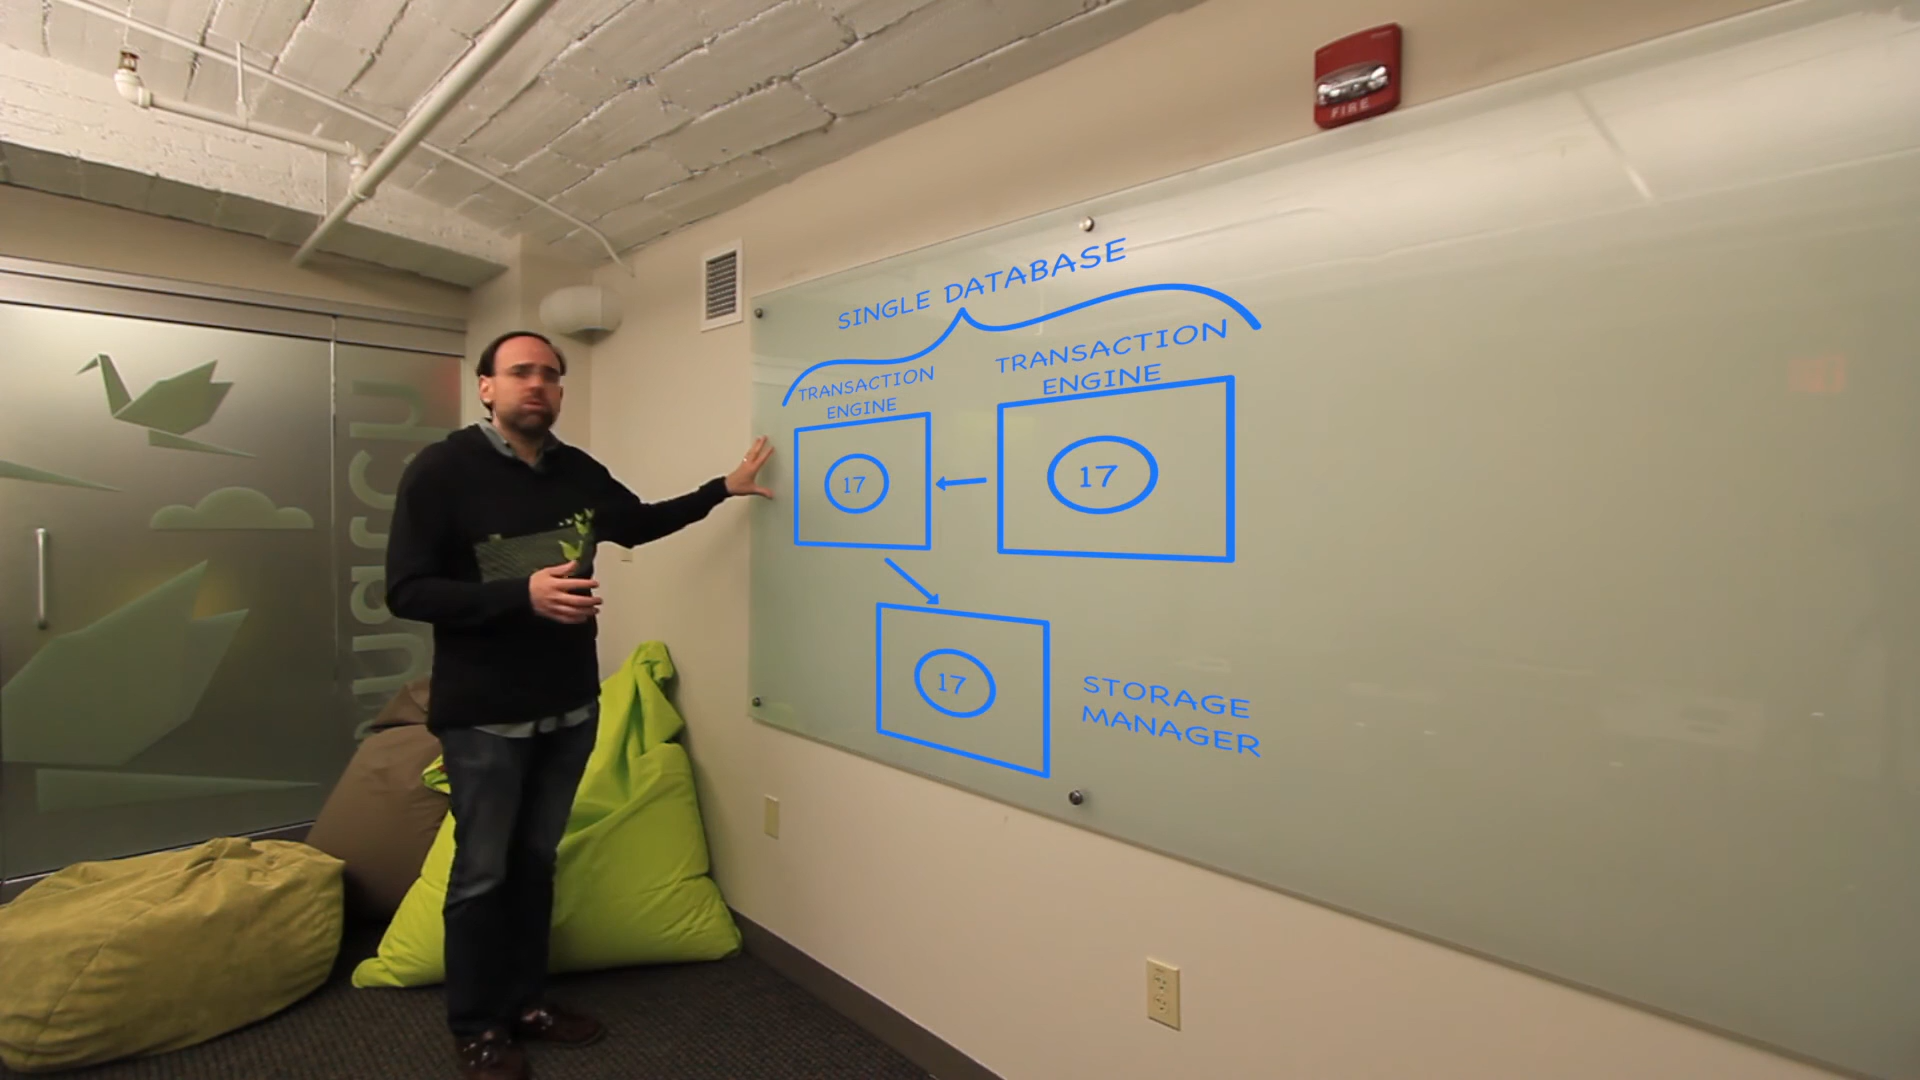 FIRE
SINGLE DATABASE
TRANSACTION
ENGINE
TRANSACTION
ENGINE
17
17
17
STORAGE
MANAGER